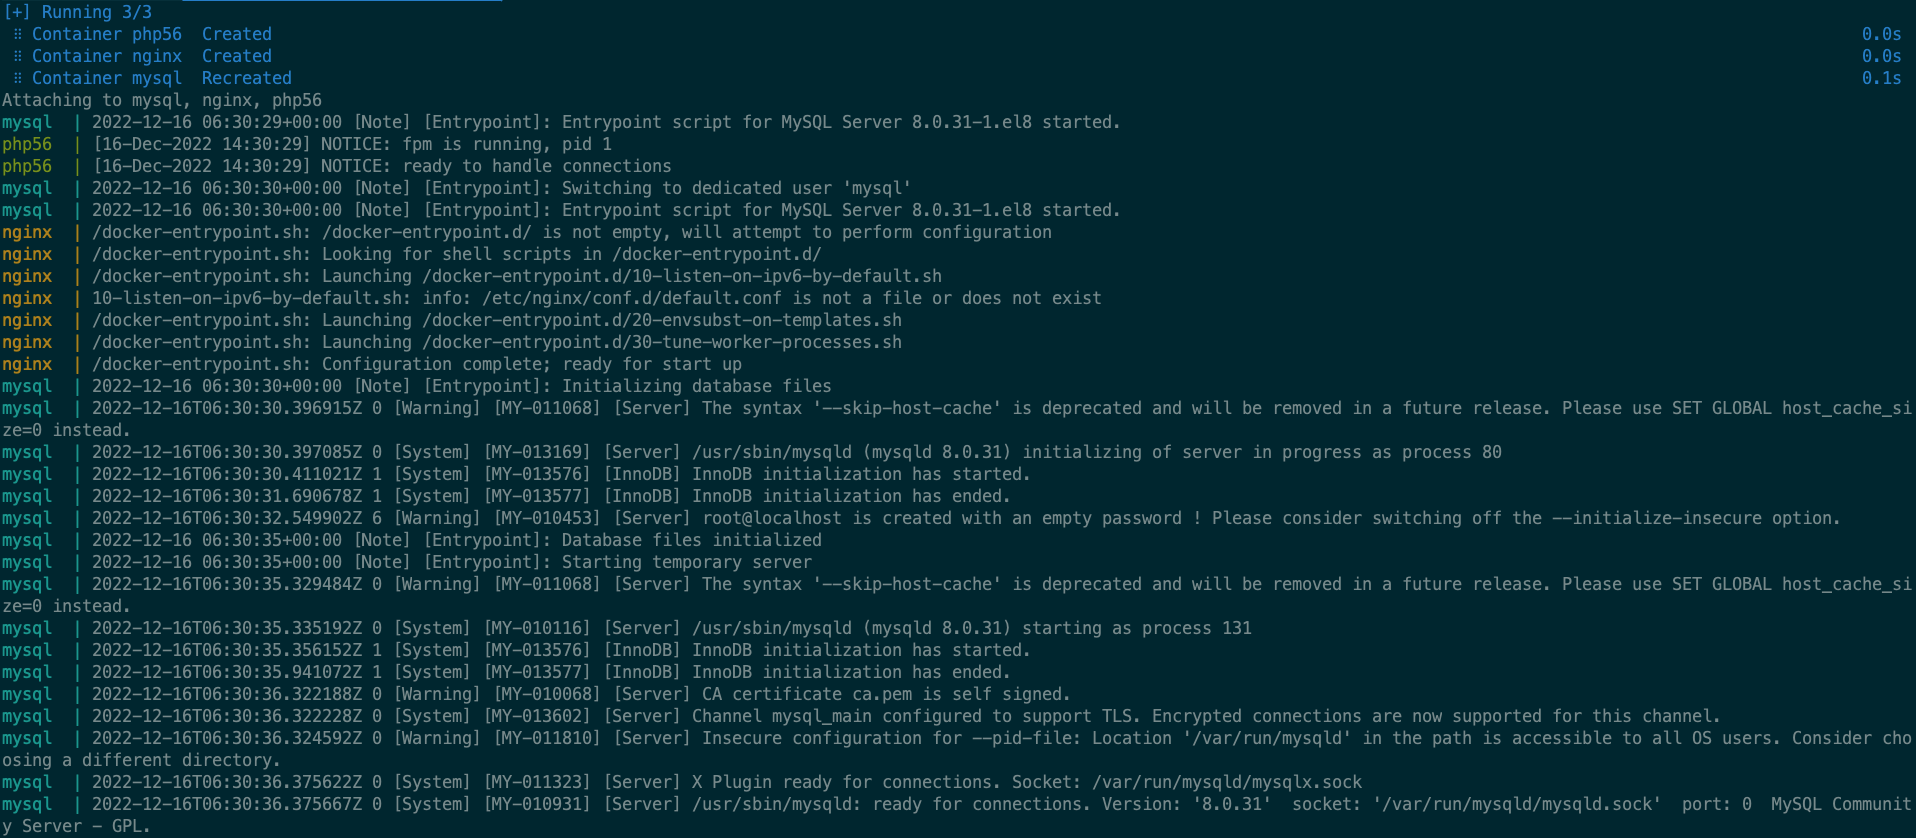 [+] Running 3/3
⠿ Container php56  Created  0.0s
⠿ Container nginx  Created  0.0s
⠿ Container mysql  Recreated  0.1s
Attaching to mysql, nginx, php56
mysql  | 2022-12-16 06:30:29+00:00 [Note] [Entrypoint]: Entrypoint script for MySQL Server 8.0.31-1.el8 started.
php56  | [16-Dec-2022 14:30:29] NOTICE: fpm is running, pid 1
php56  | [16-Dec-2022 14:30:29] NOTICE: ready to handle connections
mysql  | 2022-12-16 06:30:30+00:00 [Note] [Entrypoint]: Switching to dedicated user 'mysql'
mysql  | 2022-12-16 06:30:30+00:00 [Note] [Entrypoint]: Entrypoint script for MySQL Server 8.0.31-1.el8 started.
nginx  | /docker-entrypoint.sh: /docker-entrypoint.d/ is not empty, will attempt to perform configuration
nginx  | /docker-entrypoint.sh: Looking for shell scripts in /docker-entrypoint.d/
nginx  | /docker-entrypoint.sh: Launching /docker-entrypoint.d/10-listen-on-ipv6-by-default.sh
nginx  | 10-listen-on-ipv6-by-default.sh: info: /etc/nginx/conf.d/default.conf is not a file or does not exist
nginx  | /docker-entrypoint.sh: Launching /docker-entrypoint.d/20-envsubst-on-templates.sh
nginx  | /docker-entrypoint.sh: Launching /docker-entrypoint.d/30-tune-worker-processes.sh
nginx  | /docker-entrypoint.sh: Configuration complete; ready for start up
mysql  | 2022-12-16 06:30:30+00:00 [Note] [Entrypoint]: Initializing database files
mysql  | 2022-12-16T06:30:30.396915Z 0 [Warning] [MY-011068] [Server] The syntax '--skip-host-cache' is deprecated and will be removed in a future release. Please use SET GLOBAL host_cache_si
ze=0 instead.
mysql  | 2022-12-16T06:30:30.397085Z 0 [System] [MY-013169] [Server] /usr/sbin/mysqld (mysqld 8.0.31) initializing of server in progress as process 80
mysql  | 2022-12-16T06:30:30.411021Z 1 [System] [MY-013576] [InnoDB] InnoDB initialization has started.
mysql  | 2022-12-16T06:30:31.690678Z 1 [System] [MY-013577] [InnoDB] InnoDB initialization has ended.
mysql  | 2022-12-16T06:30:32.549902Z 6 [Warning] [MY-010453] [Server] root@localhost is created with an empty password ! Please consider switching off the --initialize-insecure option.
mysql  | 2022-12-16 06:30:35+00:00 [Note] [Entrypoint]: Database files initialized
mysql  | 2022-12-16 06:30:35+00:00 [Note] [Entrypoint]: Starting temporary server
mysql  | 2022-12-16T06:30:35.329484Z 0 [Warning] [MY-011068] [Server] The syntax '--skip-host-cache' is deprecated and will be removed in a future release. Please use SET GLOBAL host_cache_si
ze=0 instead.
mysql  | 2022-12-16T06:30:35.335192Z 0 [System] [MY-010116] [Server] /usr/sbin/mysqld (mysqld 8.0.31) starting as process 131
mysql  | 2022-12-16T06:30:35.356152Z 1 [System] [MY-013576] [InnoDB] InnoDB initialization has started.
mysql  | 2022-12-16T06:30:35.941072Z 1 [System] [MY-013577] [InnoDB] InnoDB initialization has ended.
mysql  | 2022-12-16T06:30:36.322188Z 0 [Warning] [MY-010068] [Server] CA certificate ca.pem is self signed.
mysql  | 2022-12-16T06:30:36.322228Z 0 [System] [MY-013602] [Server] Channel mysql_main configured to support TLS. Encrypted connections are now supported for this channel.
mysql  | 2022-12-16T06:30:36.324592Z 0 [Warning] [MY-011810] [Server] Insecure configuration for --pid-file: Location '/var/run/mysqld' in the path is accessible to all OS users. Consider cho
osing a different directory.
mysql  | 2022-12-16T06:30:36.375622Z 0 [System] [MY-011323] [Server] X Plugin ready for connections. Socket: /var/run/mysqld/mysqlx.sock
mysql  | 2022-12-16T06:30:36.375667Z 0 [System] [MY-010931] [Server] /usr/sbin/mysqld: ready for connections. Version: '8.0.31'  socket: '/var/run/mysqld/mysqld.sock'  port: 0  MySQL Communit
y Server - GPL.